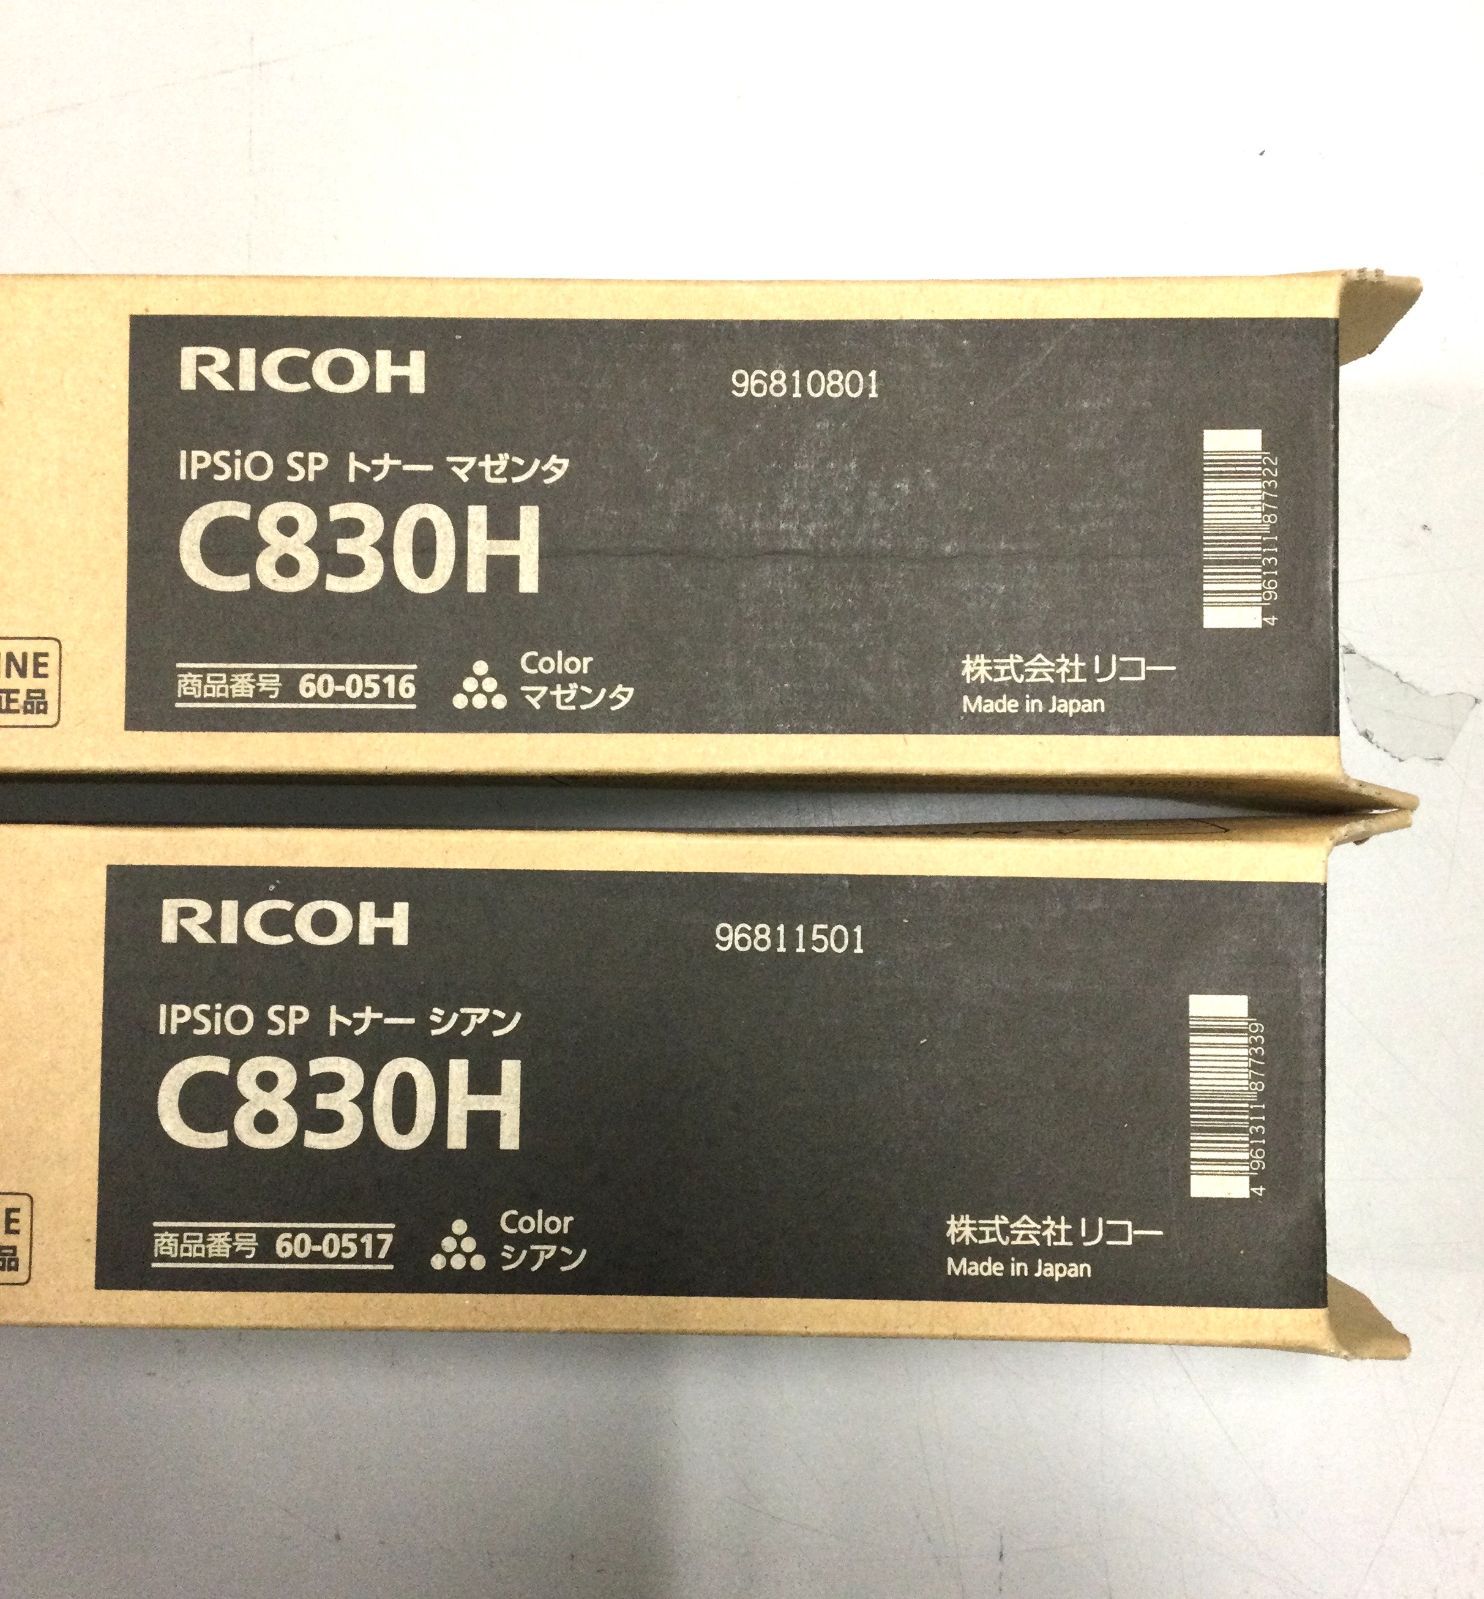 RICOH
96810801
IPSiO SP トナー マゼンタ
C830H
商品番号 60-0516
Color
マゼンタ
株式会社リコー
Made in Japan
4 961311 877322
正品
RICOH
96811501
IPSiO SP トナー シアン
C830H
商品番号 60-0517
Color
シアン
株式会社リコー
Made in Japan
4 961311 877339
品